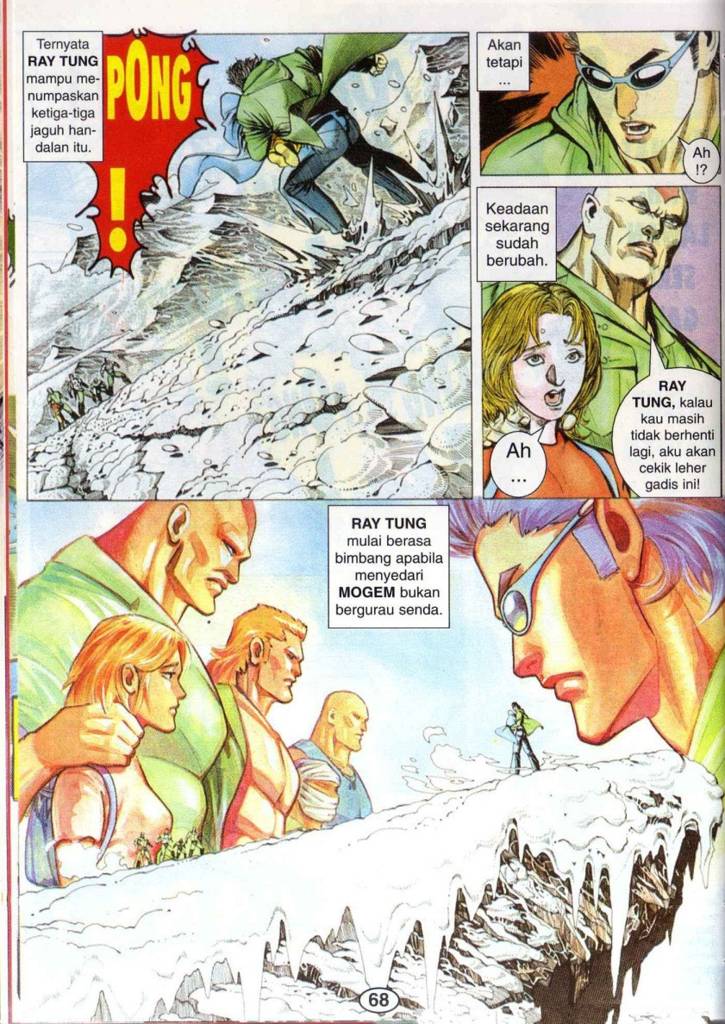 Ternyata
RAY TUNG
mampu me-
numpaskan
ketiga-tiga
jaguh han-
dalan itu.
PONG
!
Akan
tetapi
...
Ah
!?
Keadaan
sekarang
sudah
berubah.
RAY
TUNG, kalau
kau masih
tidak berhenti
lagi, aku akan
cekik leher
gadis ini!
Ah
...
RAY TUNG
mulai berasa
bimbang apabila
menyedari
MOGEM bukan
bergurau senda.
68